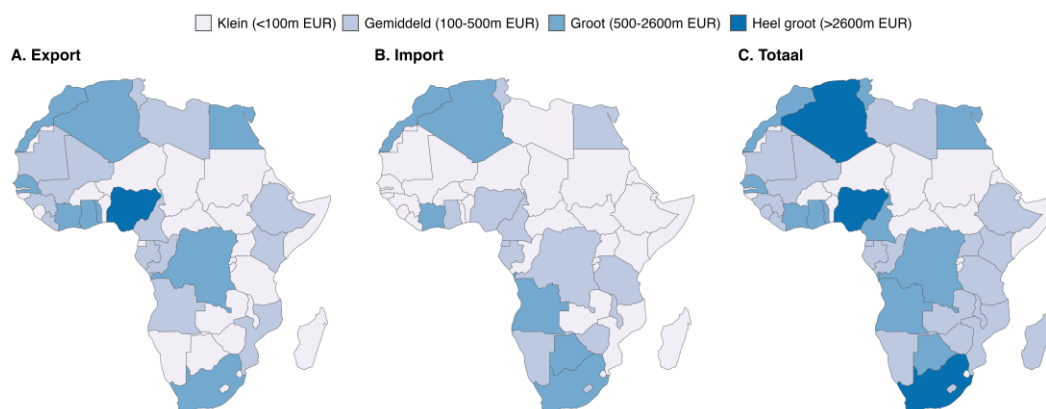 Klein (<100m EUR) Gemiddeld (100-500m EUR) Groot (500-2600m EUR) Heel groot (>2600m EUR)
A. Export B. Import C. Totaal